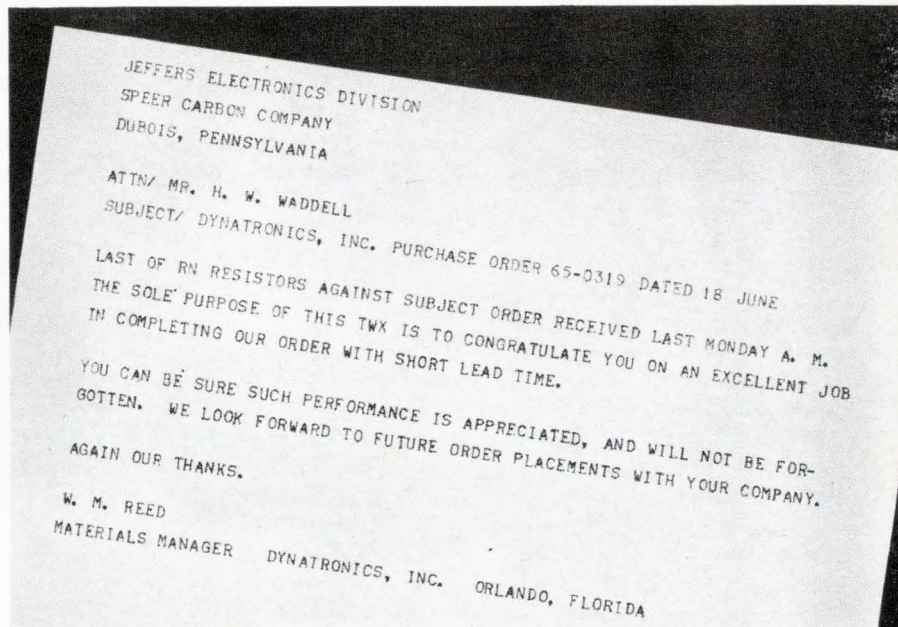 JEFFERS ELECTRONICS DIVISION
SPEER CARBON COMPANY
DUBOIS, PENNSYLVANIA
ATTN/ MR. H. W. WADDELL
SUBJECT/ DYNATRONICS, INC. PURCHASE ORDER 65-0319 DATED 18 JUNE
LAST OF RN RESISTORS AGAINST SUBJECT ORDER RECEIVED LAST MONDAY A. M.
THE SOLE PURPOSE OF THIS TWX IS TO CONGRATULATE YOU ON AN EXCELLENT JOB
IN COMPLETING OUR ORDER WITH SHORT LEAD TIME.
YOU CAN BE SURE SUCH PERFORMANCE IS APPRECIATED, AND WILL NOT BE FOR-
GOTTEN. WE LOOK FORWARD TO FUTURE ORDER PLACEMENTS WITH YOUR COMPANY.
AGAIN OUR THANKS.
W. M. REED
MATERIALS MANAGER DYNATRONICS, INC. ORLANDO, FLORIDA